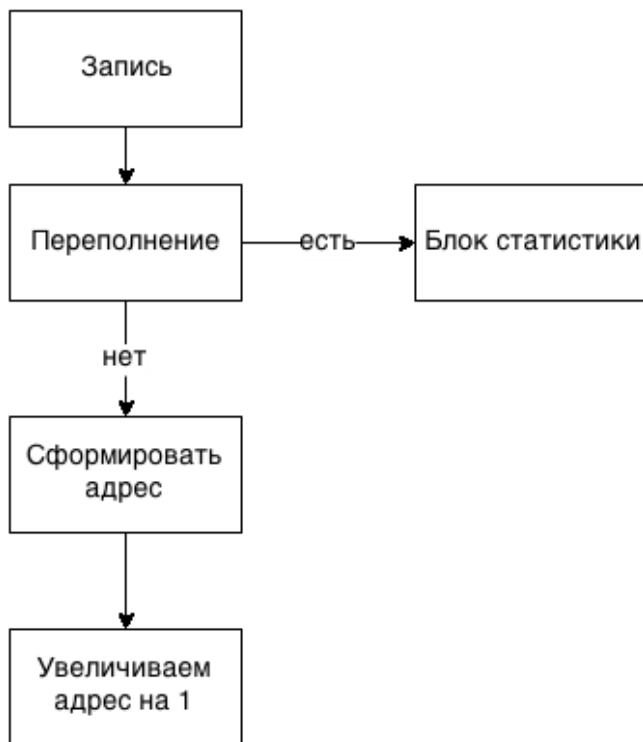 Запись
Переполнение
есть
Блок статистики
нет
Сформировать
адрес
Увеличиваем
адрес на 1